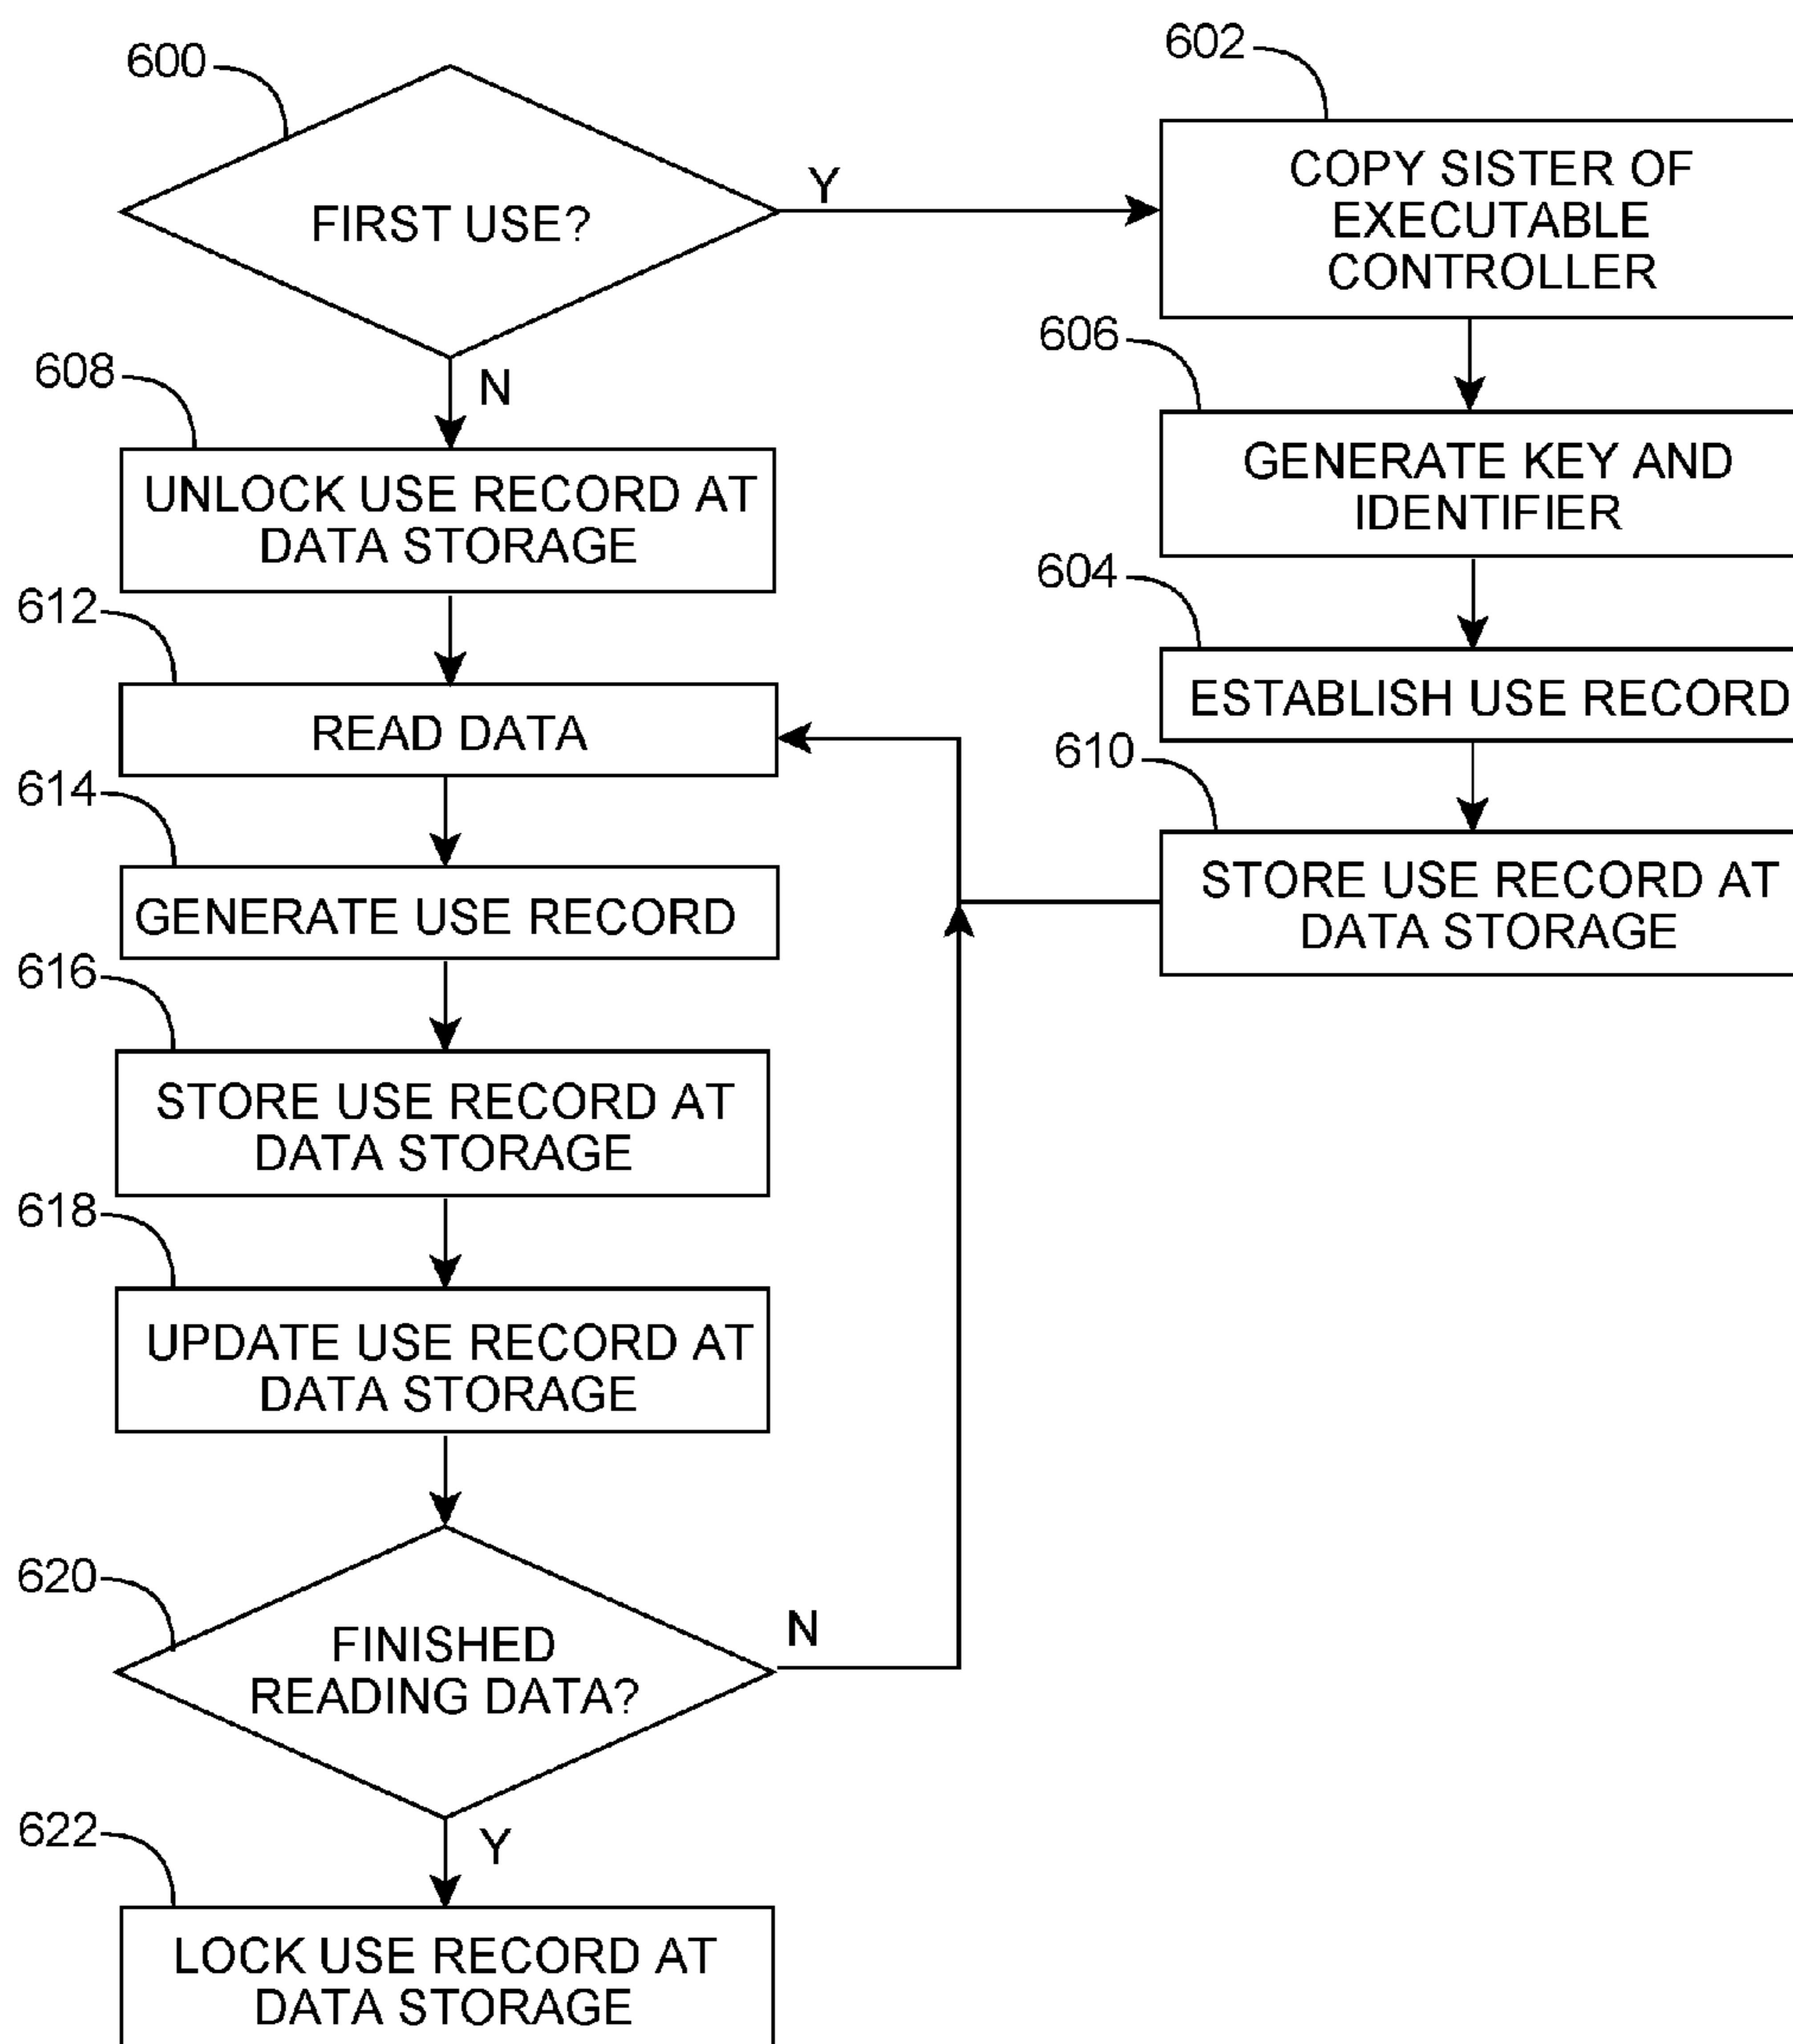 600
FIRST USE?
Y
N
602
COPY SISTER OF
EXECUTABLE
CONTROLLER
606
GENERATE KEY AND
IDENTIFIER
604
ESTABLISH USE RECORD
610
STORE USE RECORD AT
DATA STORAGE
608
UNLOCK USE RECORD AT
DATA STORAGE
612
READ DATA
614
GENERATE USE RECORD
616
STORE USE RECORD AT
DATA STORAGE
618
UPDATE USE RECORD AT
DATA STORAGE
620
FINISHED
READING DATA?
N
Y
622
LOCK USE RECORD AT
DATA STORAGE